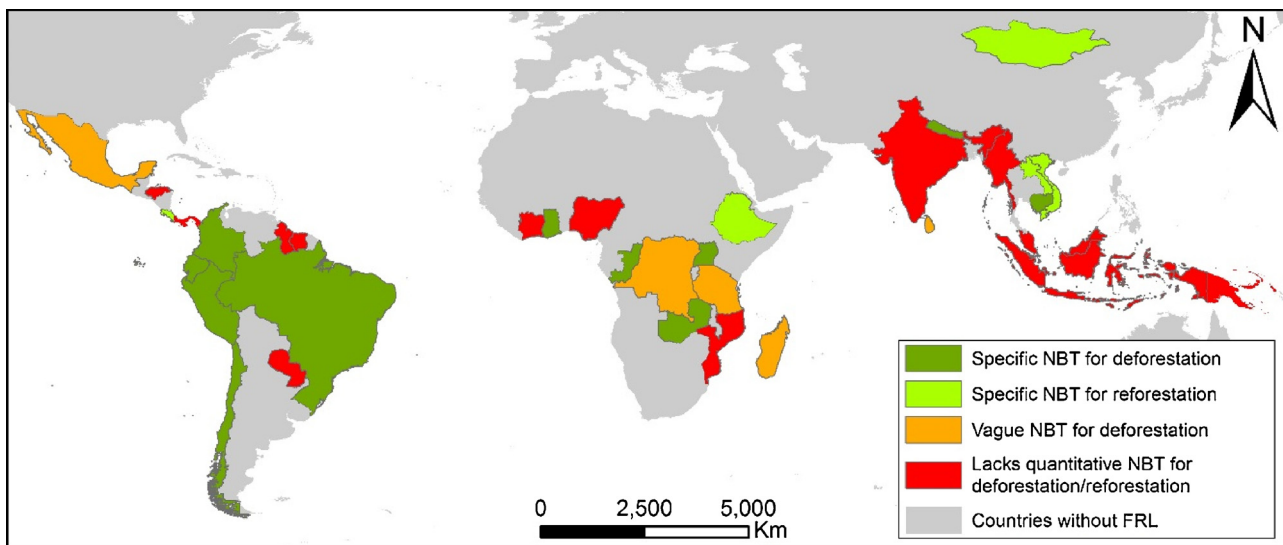 N
Specific NBT for deforestation
Specific NBT for reforestation
Vague NBT for deforestation
Lacks quantitative NBT for
deforestation/reforestation
Countries without FRL
0 2,500 5,000
Km